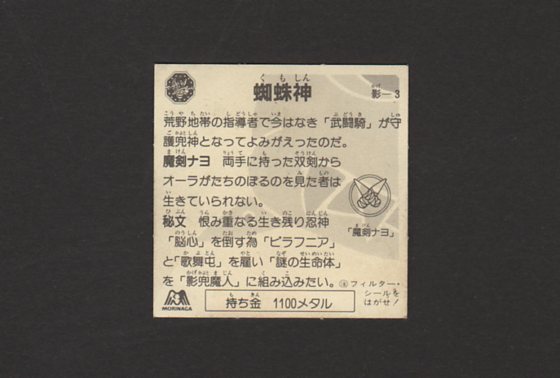 蜘蛛神
影―3
荒野地帯の指導者で今はなき「武闘騎」が守
護兜神となってよみがえったのだ。
魔剣ナヨ 両手に持った双剣から
オーラがたちのぼるのを見た者は
生きていられない。
秘文 恨み重なる生き残り忍神
「脳心」を倒す為「ピラフニア」
と「歌舞屯」を雇い「謎の生命体」
を「影兜魔人」に組み込みたい。
「魔剣ナヨ」
フィルター・
シールを
はがせ!
MORINAGA
持ち金 1100メタル